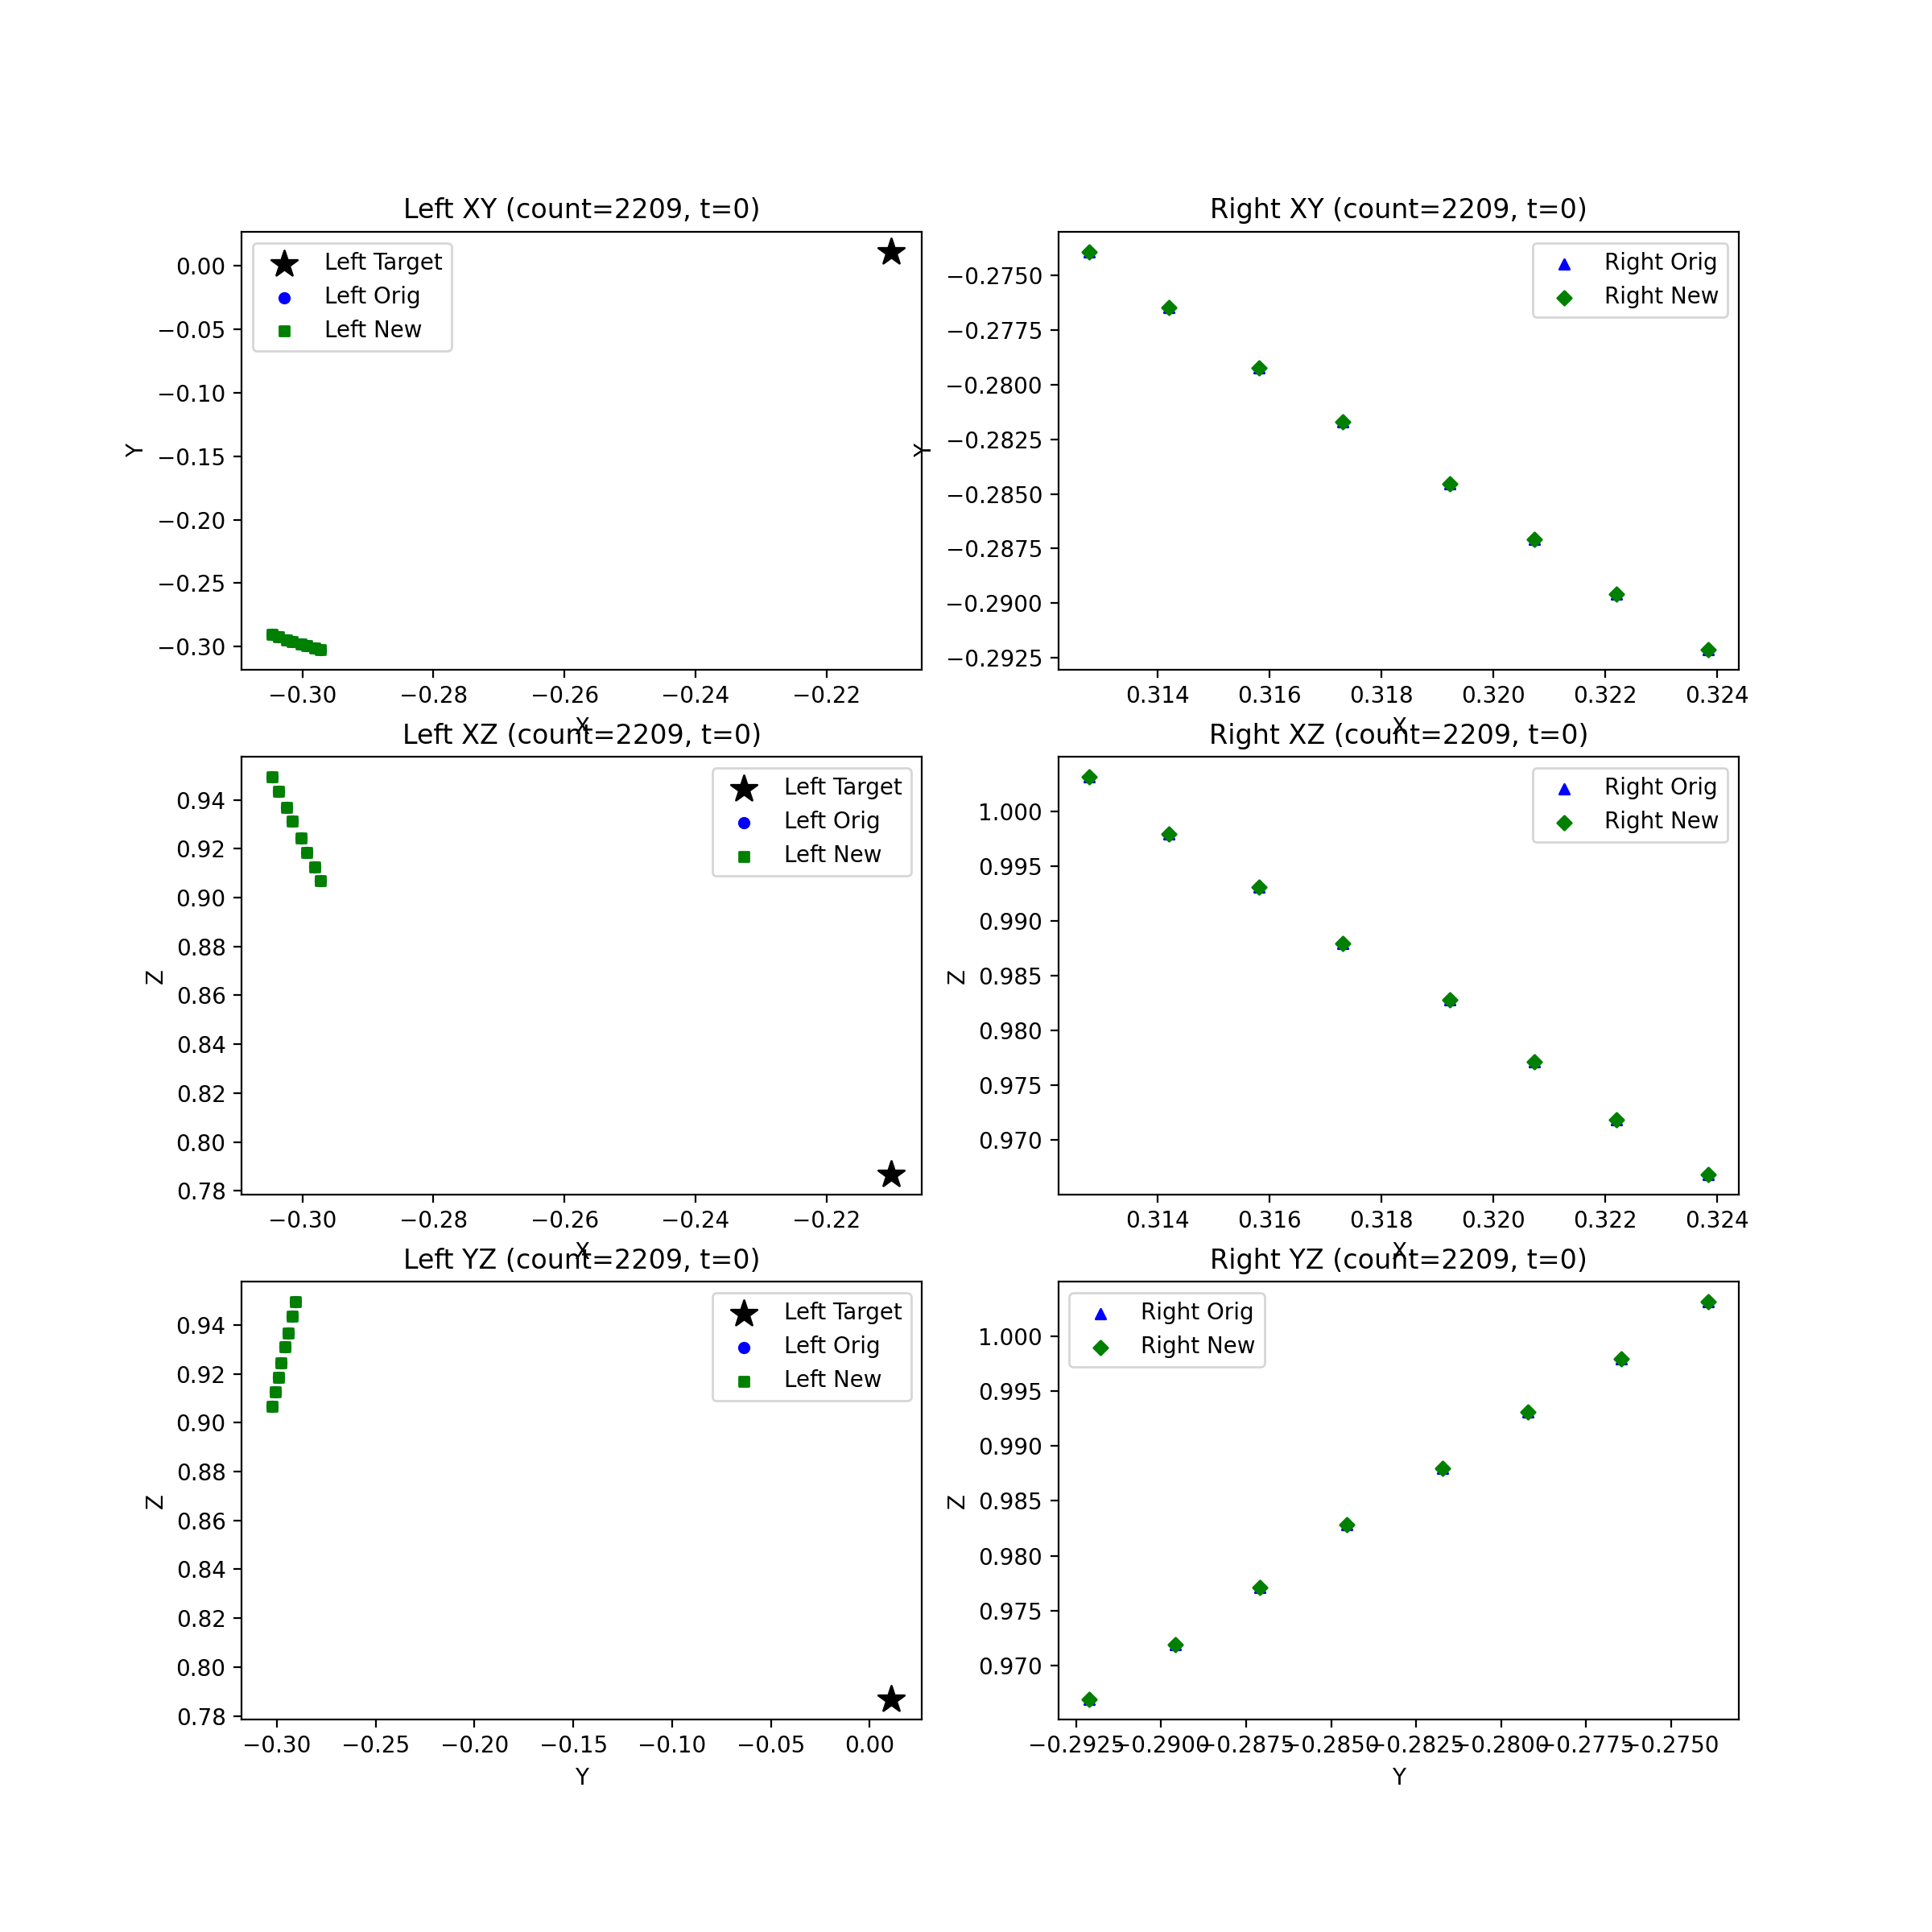 Left XY (count=2209, t=0)
Left Target
Left Orig
Left New
0.00
−0.05
−0.10
−0.15
−0.20
−0.25
−0.30
Y
−0.30
−0.28
−0.26
−0.24
−0.22
X
Right XY (count=2209, t=0)
Right Orig
Right New
−0.2750
−0.2775
−0.2800
−0.2825
−0.2850
−0.2875
−0.2900
−0.2925
Y
0.314
0.316
0.318
0.320
0.322
0.324
X
Left XZ (count=2209, t=0)
Left Target
Left Orig
Left New
0.94
0.92
0.90
0.88
0.86
0.84
0.82
0.80
0.78
Z
−0.30
−0.28
−0.26
−0.24
−0.22
X
Right XZ (count=2209, t=0)
Right Orig
Right New
1.000
0.995
0.990
0.985
0.980
0.975
0.970
Z
0.314
0.316
0.318
0.320
0.322
0.324
X
Left YZ (count=2209, t=0)
Left Target
Left Orig
Left New
0.94
0.92
0.90
0.88
0.86
0.84
0.82
0.80
0.78
Z
−0.30
−0.25
−0.20
−0.15
−0.10
−0.05
0.00
Y
Right YZ (count=2209, t=0)
Right Orig
Right New
1.000
0.995
0.990
0.985
0.980
0.975
0.970
Z
−0.2925
−0.2900
−0.2875
−0.2850
−0.2825
−0.2800
−0.2775
−0.2750
Y